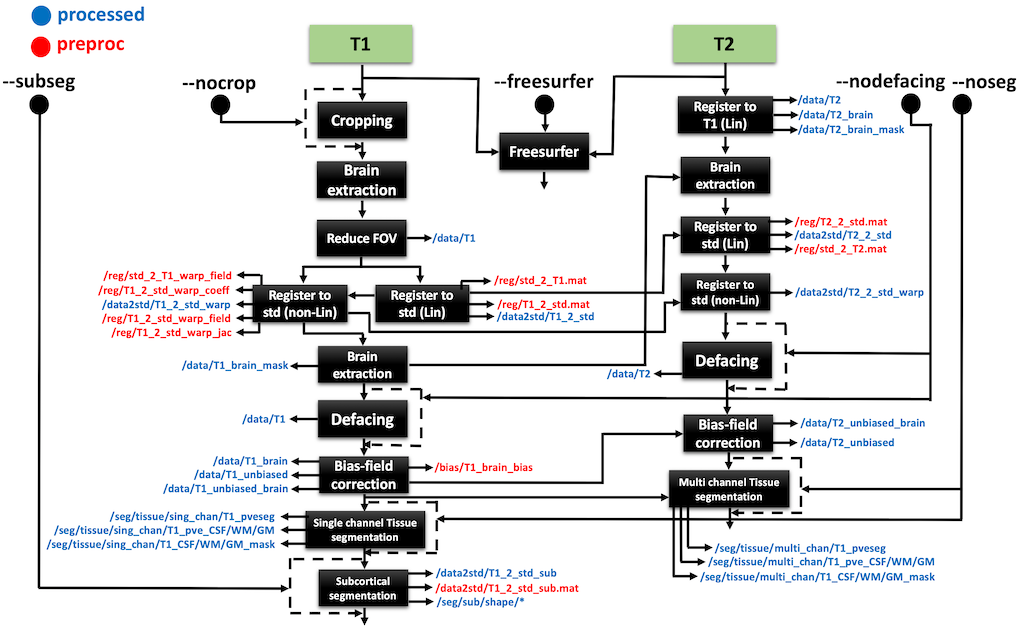 processed
preproc
T1
T2
--subseg
--nocrop
--freesurfer
--nodefacing
--noseg
Cropping
Freesurfer
Register to
T1 (Lin)
/data/T2
/data/T2_brain
/data/T2_brain_mask
Brain
extraction
Brain
extraction
Reduce FOV
/data/T1
Register to
std (Lin)
/reg/T2_2_std.mat
/data2std/T2_2_std
/reg/std_2_T2.mat
/reg/std_2_T1_warp_field
/reg/T1_2_std_warp_coeff
/data2std/T1_2_std_warp
/reg/T1_2_std_warp_field
/reg/T1_2_std_warp_jac
Register to
std (non-Lin)
Register to
std (Lin)
/reg/std_2_T1.mat
/reg/T1_2_std.mat
/data2std/T1_2_std
Register to
std (non-Lin)
/data2std/T2_2_std_warp
/data/T1_brain_mask
Brain
extraction
Defacing
/data/T2
/data/T1
Defacing
Bias-field
correction
/data/T2_unbiased_brain
/data/T2_unbiased
/data/T1_brain
/data/T1_unbiased
/data/T1_unbiased_brain
Bias-field
correction
/bias/T1_brain_bias
Multi channel Tissue
segmentation
/seg/tissue/sing_chan/T1_pveseg
/seg/tissue/sing_chan/T1_pve_CSF/WM/GM
/seg/tissue/sing_chan/T1_CSF/WM/GM_mask
Single channel Tissue
segmentation
/seg/tissue/multi_chan/T1_pveseg
/seg/tissue/multi_chan/T1_pve_CSF/WM/GM
/seg/tissue/multi_chan/T1_CSF/WM/GM_mask
Subcortical
segmentation
/data2std/T1_2_std_sub
/data2std/T1_2_std_sub.mat
/seg/sub/shape/*